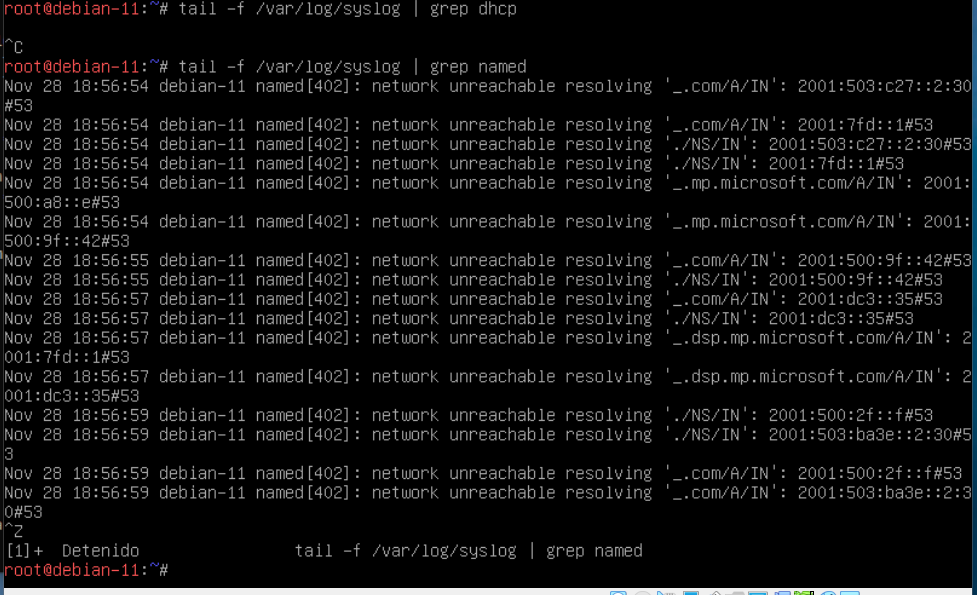 root@debian-11:~# tail -f /var/log/syslog | grep dhcp
^C
root@debian-11:~# tail -f /var/log/syslog | grep named
Nov 28 18:56:54 debian-11 named[402]: network unreachable resolving '_.com/A/IN': 2001:503:c27::2:30
#53
Nov 28 18:56:54 debian-11 named[402]: network unreachable resolving '_.com/A/IN': 2001:7fd::1#53
Nov 28 18:56:54 debian-11 named[402]: network unreachable resolving './NS/IN': 2001:503:c27::2:30#53
Nov 28 18:56:54 debian-11 named[402]: network unreachable resolving './NS/IN': 2001:7fd::1#53
Nov 28 18:56:54 debian-11 named[402]: network unreachable resolving '_.mp.microsoft.com/A/IN': 2001:
500:a8::e#53
Nov 28 18:56:54 debian-11 named[402]: network unreachable resolving '_.mp.microsoft.com/A/IN': 2001:
500:9f::42#53
Nov 28 18:56:55 debian-11 named[402]: network unreachable resolving '_.com/A/IN': 2001:500:9f::42#53
Nov 28 18:56:55 debian-11 named[402]: network unreachable resolving './NS/IN': 2001:500:9f::42#53
Nov 28 18:56:57 debian-11 named[402]: network unreachable resolving '_.com/A/IN': 2001:dc3::35#53
Nov 28 18:56:57 debian-11 named[402]: network unreachable resolving './NS/IN': 2001:dc3::35#53
Nov 28 18:56:57 debian-11 named[402]: network unreachable resolving '_.dsp.mp.microsoft.com/A/IN': 2
001:7fd::1#53
Nov 28 18:56:57 debian-11 named[402]: network unreachable resolving '_.dsp.mp.microsoft.com/A/IN': 2
001:dc3::35#53
Nov 28 18:56:59 debian-11 named[402]: network unreachable resolving './NS/IN': 2001:500:2f::f#53
Nov 28 18:56:59 debian-11 named[402]: network unreachable resolving './NS/IN': 2001:503:ba3e::2:30#5
3
Nov 28 18:56:59 debian-11 named[402]: network unreachable resolving '_.com/A/IN': 2001:500:2f::f#53
Nov 28 18:56:59 debian-11 named[402]: network unreachable resolving '_.com/A/IN': 2001:503:ba3e::2:3
0#53
^Z
[1]+  Detenido                tail -f /var/log/syslog | grep named
root@debian-11:~#